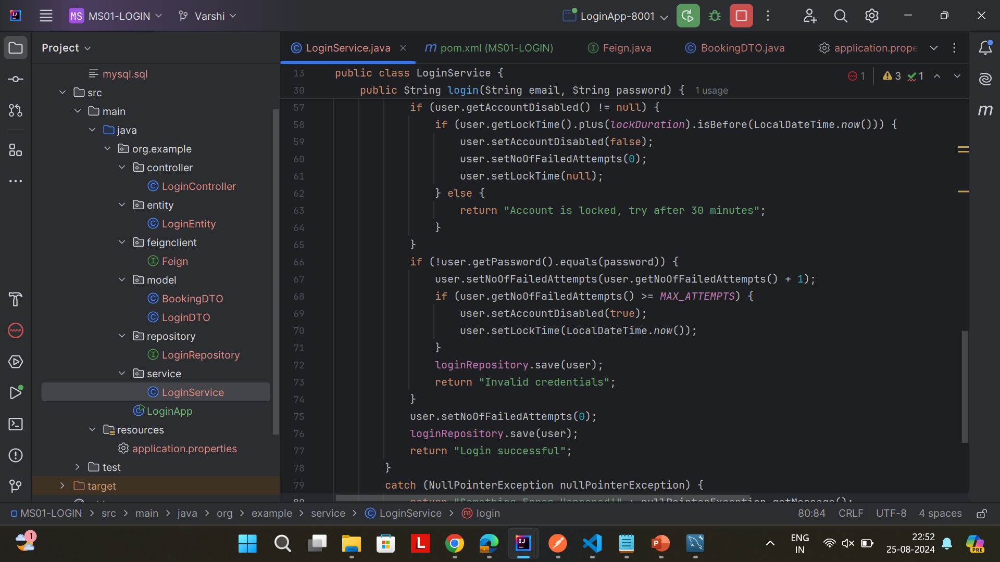 MS MS01-LOGIN
Varshi
LoginApp-8001
Project
LoginService.java
pom.xml (MS01-LOGIN)
Feign.java
BookingDTO.java
application.prope
mysql.sql
src
main
java
org.example
controller
LoginController
entity
LoginEntity
feignclient
Feign
model
BookingDTO
LoginDTO
repository
LoginRepository
service
LoginService
LoginApp
resources
application.properties
test
target
1
3
1
13 public class LoginService {
30 public String login(String email, String password) { 1 usage
57 if (user.getAccountDisabled() != null) {
58 if (user.getLockTime().plus(lockDuration).isBefore(LocalDateTime.now())) {
59 user.setAccountDisabled(false);
60 user.setNoOfFailedAttempts(0);
61 user.setLockTime(null);
62 } else {
63 return "Account is locked, try after 30 minutes";
64 }
65 }
66 if (!user.getPassword().equals(password)) {
67 user.setNoOfFailedAttempts(user.getNoOfFailedAttempts() + 1);
68 if (user.getNoOfFailedAttempts() >= MAX_ATTEMPTS) {
69 user.setAccountDisabled(true);
70 user.setLockTime(LocalDateTime.now());
71 }
72 loginRepository.save(user);
73 return "Invalid credentials";
74 }
75 user.setNoOfFailedAttempts(0);
76 loginRepository.save(user);
77 return "Login successful";
78 }
79 catch (NullPointerException nullPointerException) {
80 return "Something Error Happened!" + nullPointerException.getMessage();
MS01-LOGIN > src > main > java > org > example > service > LoginService > login
80:84 CRLF UTF-8 4 spaces
1
ENG
IN
22:52
25-08-2024
PRE